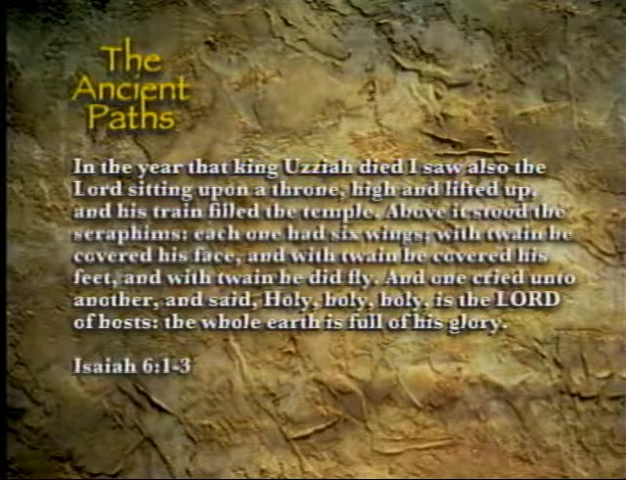 The
Ancient
Paths
In the year that king Uzziah died I saw also the
Lord sitting upon a throne, high and lifted up,
and his train filled the temple. Above it stood the
seraphims: each one had six wings; with twain he
covered his face, and with twain he covered his
feet, and with twain he did fly. And one cried unto
another, and said, Holy, holy, holy, is the LORD
of hosts: the whole earth is full of his glory.
Isaiah 6:1-3